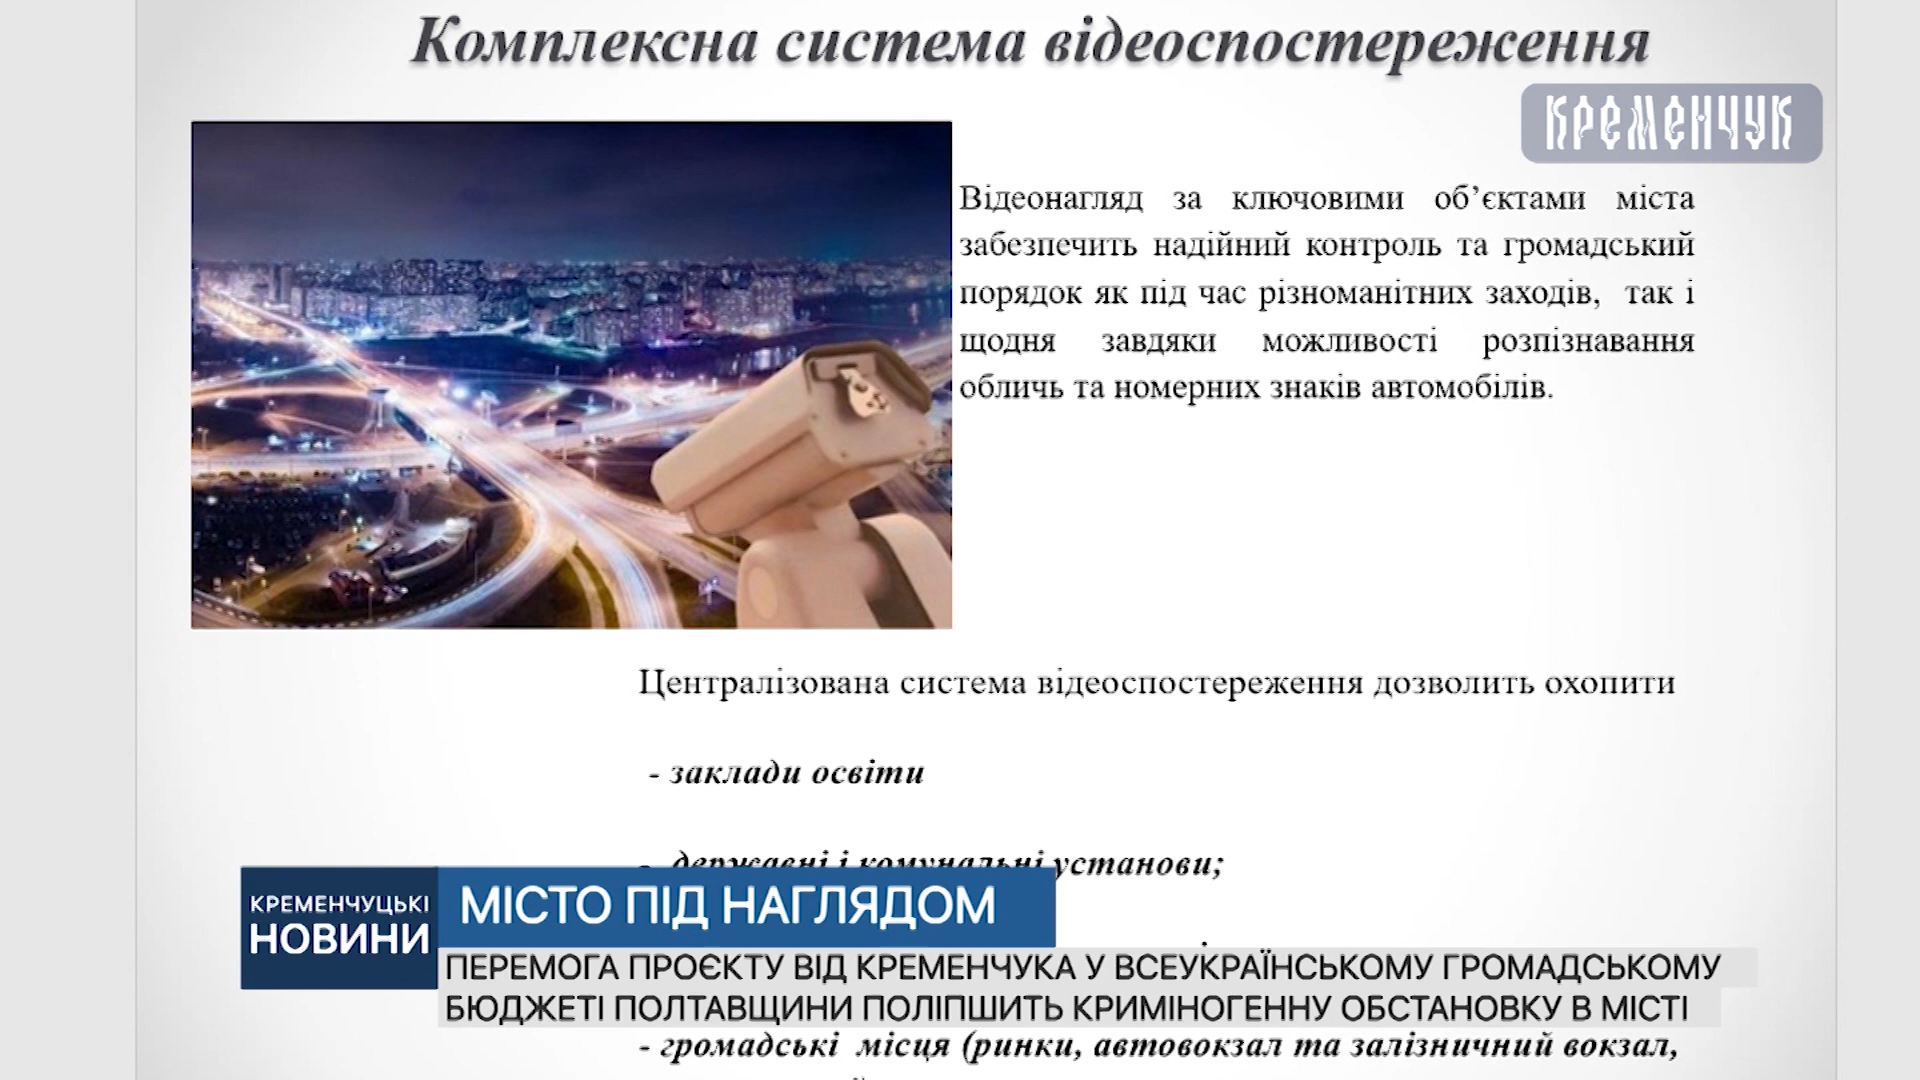 Комплексна система відеоспостереження
КРЕМЕНЧУК
Відеонагляд за ключовими об’єктами міста
забезпечить надійний контроль та громадський
порядок як під час різноманітних заходів, так і
щодня завдяки можливості розпізнавання
обличь та номерних знаків автомобілів.
Централізована система відеоспостереження дозволить охопити
- заклади освіти
- державні і комунальні установи;
КРЕМЕНЧУЦЬКІ
НОВИНИ
МІСТО ПІД НАГЛЯДОМ
ПЕРЕМОГА ПРОЄКТУ ВІД КРЕМЕНЧУКА У ВСЕУКРАЇНСЬКОМУ ГРОМАДСЬКОМУ
БЮДЖЕТІ ПОЛТАВЩИНИ ПОЛІПШИТЬ КРИМІНОГЕННУ ОБСТАНОВКУ В МІСТІ
- громадські місця (ринки, автовокзал та залізничний вокзал,